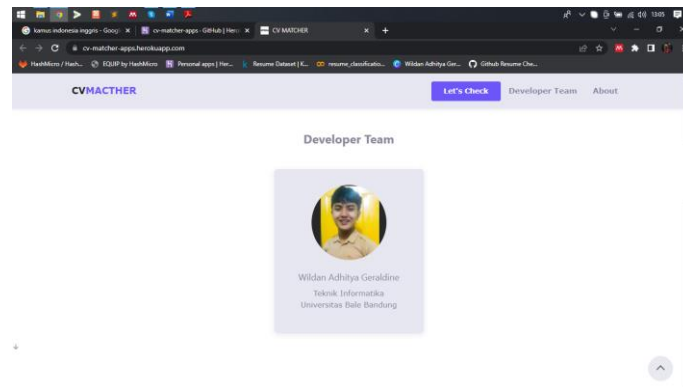 13:05
kamus indonesia inggris - Googl
cv-matcher-apps - GitHub | Hero
CV MATCHER
cv-matcher-apps.herokuapp.com
HashMicro / Hash...
EQUIP by HashMicro
Personal apps | Her...
Resume Dataset | K...
resume_classificatio...
Wildan Adhitya Ger...
Github Resume Che...
CVMACTHER
Let's Check
Developer Team
About
Developer Team
Wildan Adhitya Geraldine
Teknik Informatika
Universitas Bale Bandung